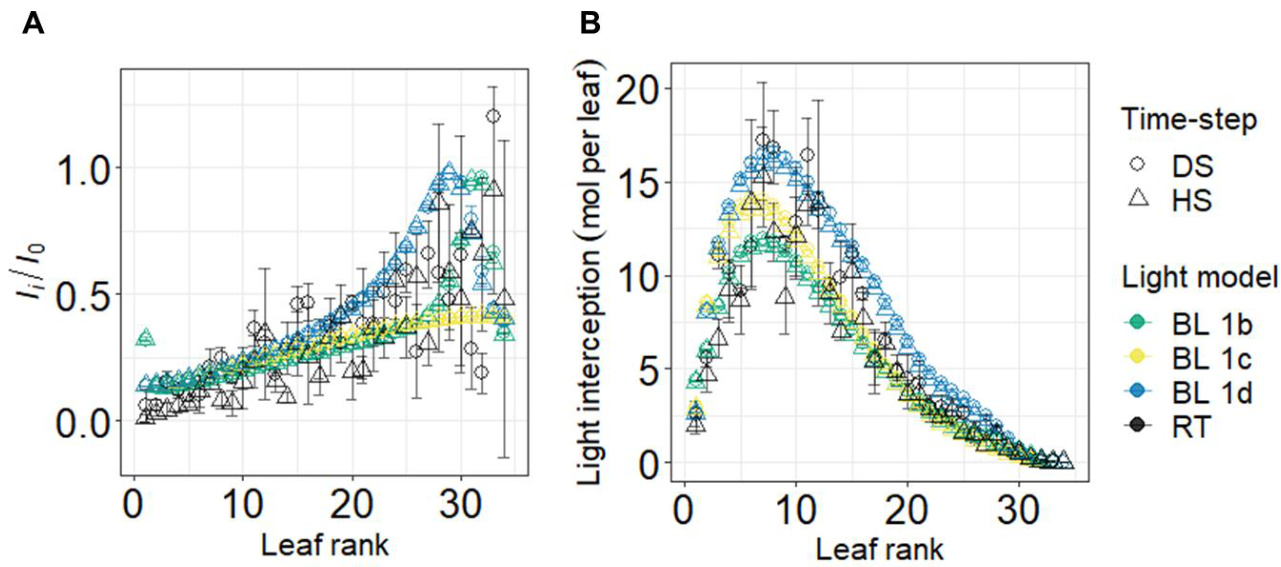 A
B
I_i/I_0
1.0
0.5
0.0
0 10 20 30
Leaf rank
Light interception (mol per leaf)
20
15
10
5
0
0 10 20 30
Leaf rank
Time-step
DS
HS
Light model
BL 1b
BL 1c
BL 1d
RT